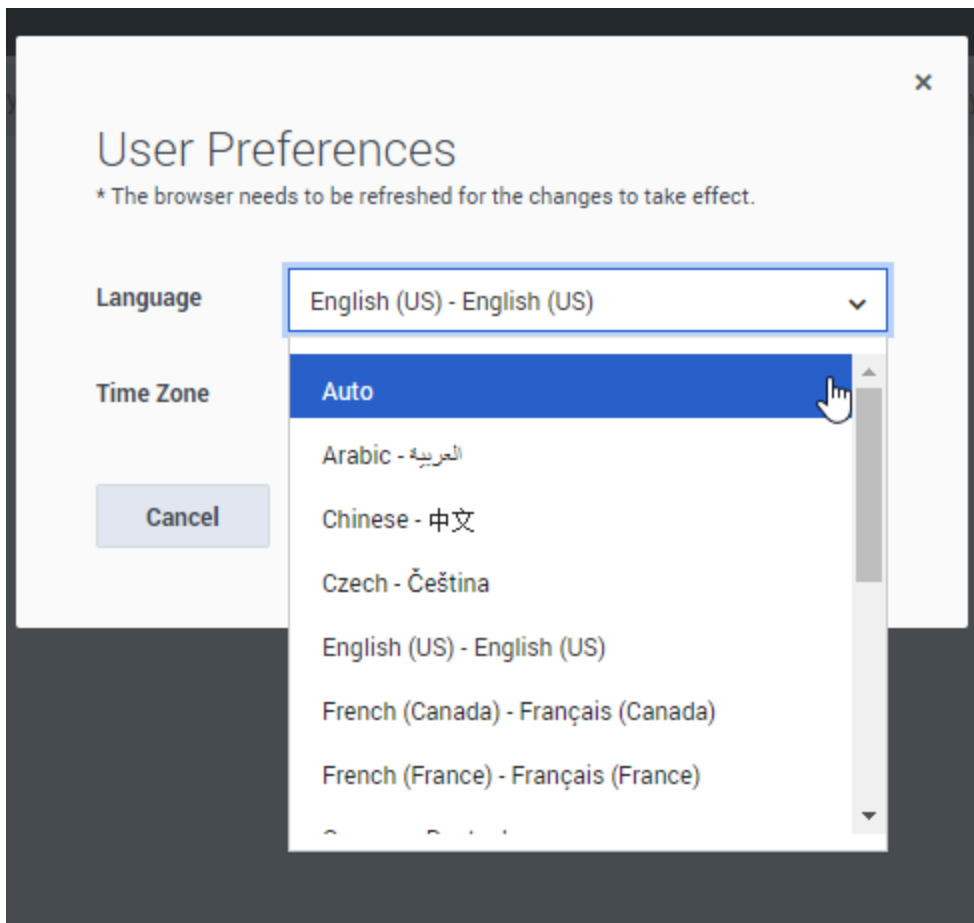 ×
User Preferences
* The browser needs to be refreshed for the changes to take effect.
Language
English (US) - English (US)
Time Zone
Auto
Arabic - العربية
Cancel
Chinese - 中文
Czech - Čeština
English (US) - English (US)
French (Canada) - Français (Canada)
French (France) - Français (France)